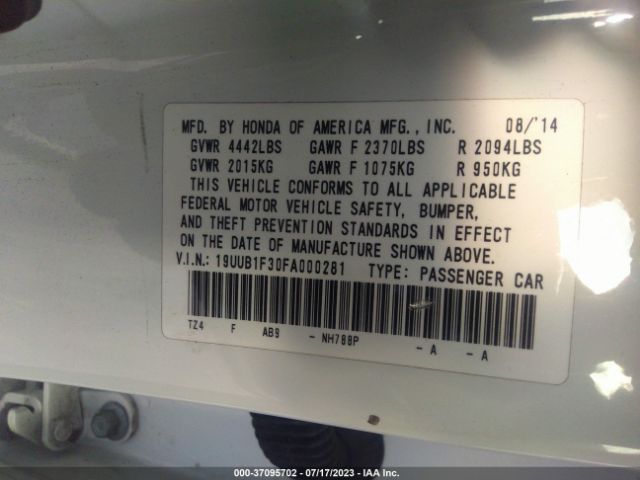 MFD. BY HONDA OF AMERICA MFG., INC. 08/'14
GVWR 4442LBS GAWR F 2370LBS R 2094LBS
GVWR 2015KG GAWR F 1075KG R 950KG
THIS VEHICLE CONFORMS TO ALL APPLICABLE
FEDERAL MOTOR VEHICLE SAFETY, BUMPER,
AND THEFT PREVENTION STANDARDS IN EFFECT
ON THE DATE OF MANUFACTURE SHOWN ABOVE.
V.I.N.: 19UUB1F30FA000281 TYPE: PASSENGER CAR
TZ4 F AB9 - NH788P - A - A
000-37095702 - 07/17/2023 - IAA Inc.